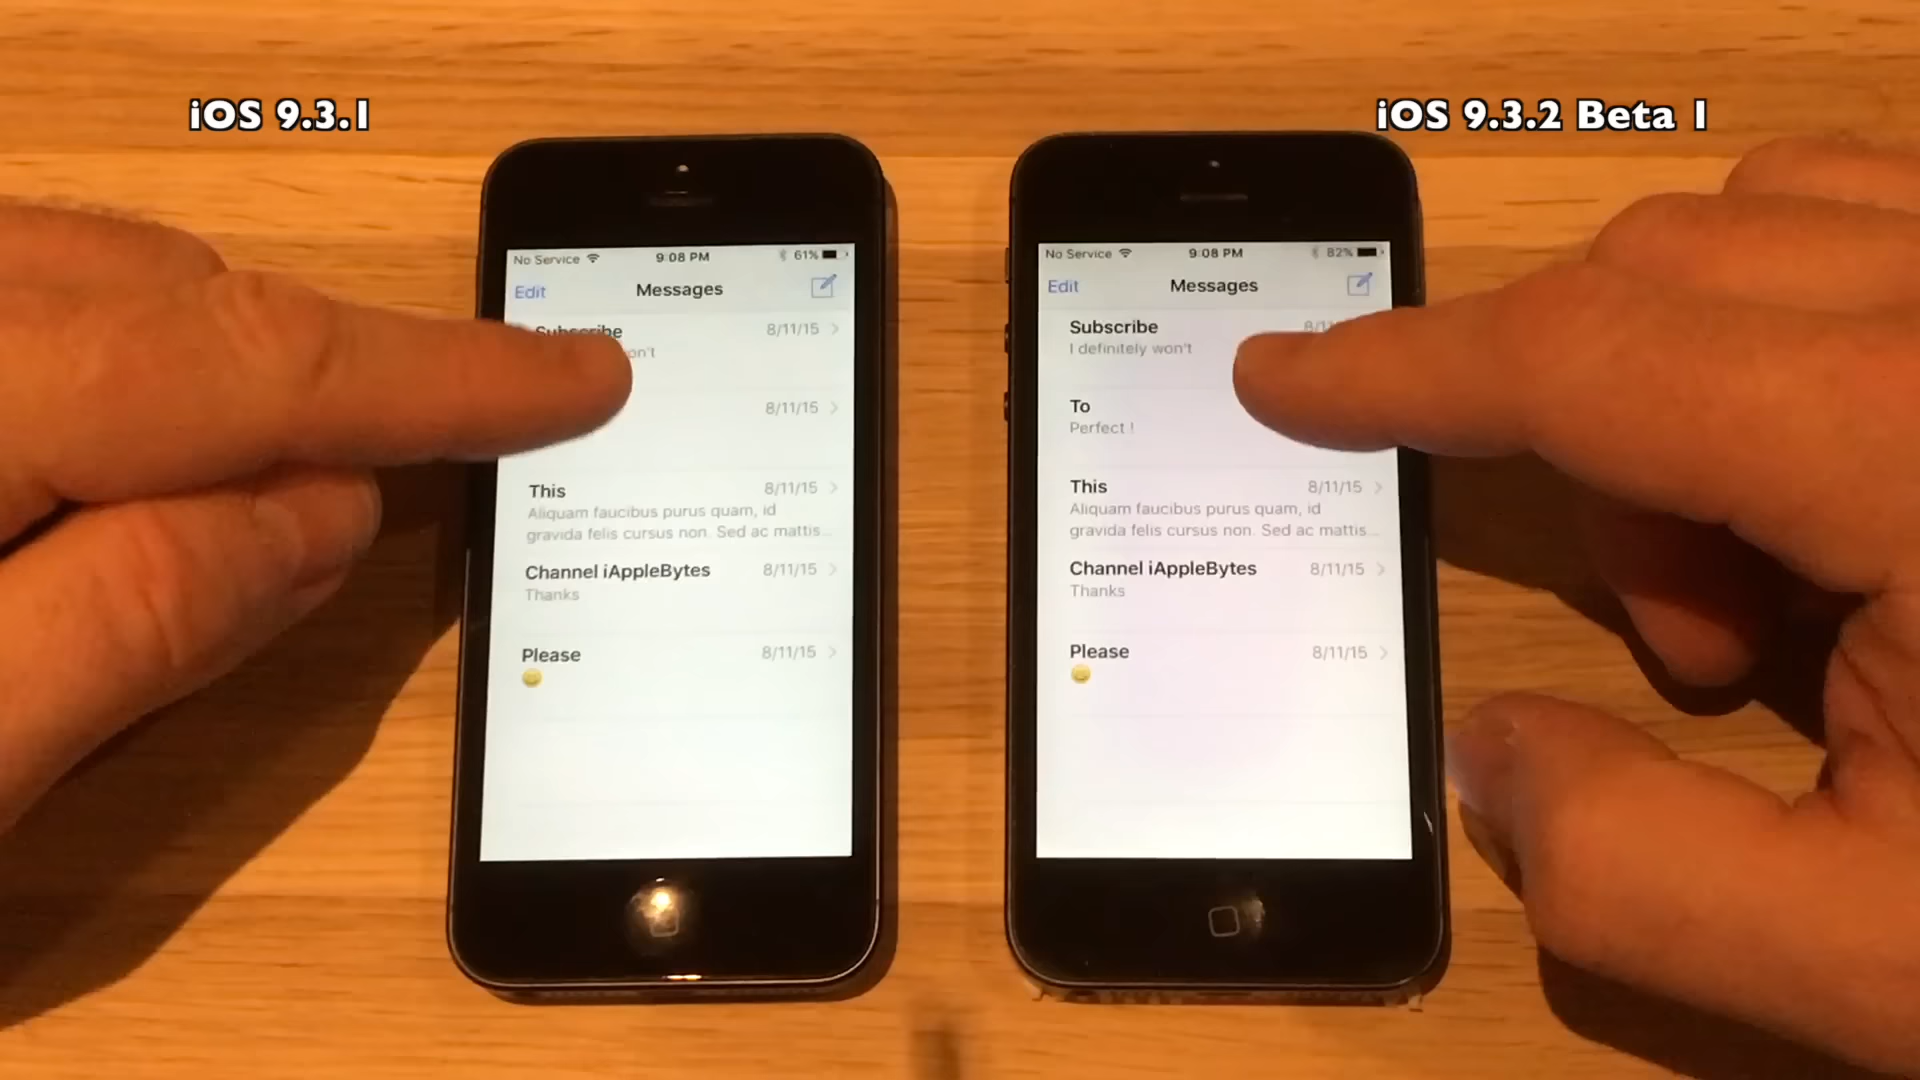 iOS 9.3.1
iOS 9.3.2 Beta 1
No Service
9:08 PM
61%
Edit
Messages
Subscribe
8/11/15
on't
8/11/15
This
8/11/15
Aliquam faucibus purus quam, id
gravida felis cursus non. Sed ac mattis...
Channel iAppleBytes
8/11/15
Thanks
Please
8/11/15
No Service
9:08 PM
82%
Edit
Messages
Subscribe
I definitely won't
To
Perfect !
This
8/11/15
Aliquam faucibus purus quam, id
gravida felis cursus non. Sed ac mattis...
Channel iAppleBytes
8/11/15
Thanks
Please
8/11/15